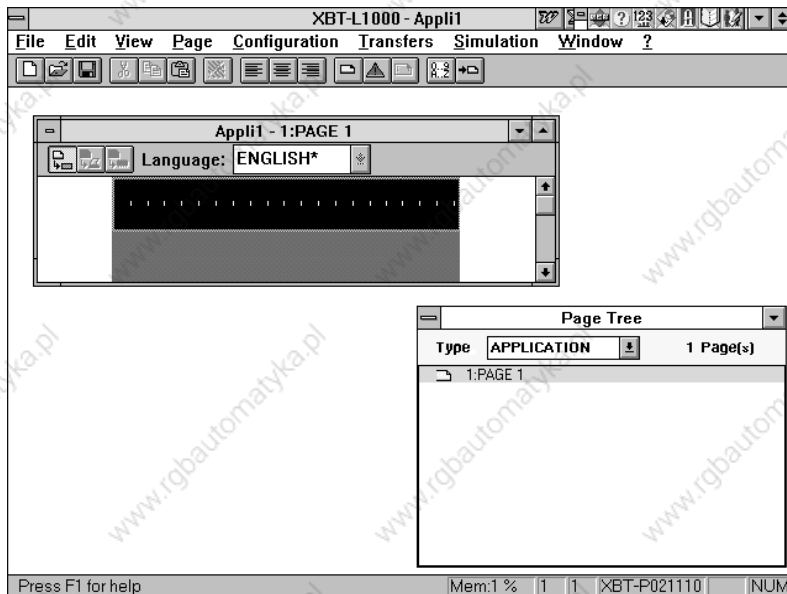 XBT-L1000 - Appli1
File Edit View Page Configuration Transfers Simulation Window ?
Appli1 - 1:PAGE 1
Language: ENGLISH*
Page Tree
Type APPLICATION 1 Page(s)
1:PAGE 1
Press F1 for help Mem:1 % 1 1 XBT-P021110 NUM
www.rgbautomatyka.pl